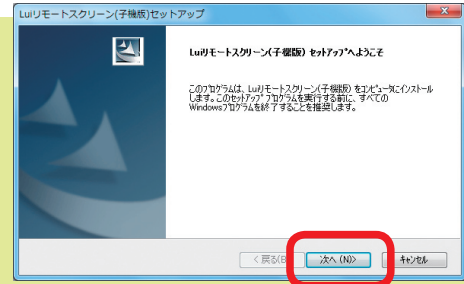 Luiリモートスクリーン(子機版)セットアップ
Luiリモートスクリーン(子機版) セットアップへようこそ
このプログラムは、Luiリモートスクリーン(子機版) をコンピュータにインストール
します。このセットアップ プログラムを実行する前に、すべての
Windowsプログラムを終了することを推奨します。
< 戻る(B
次へ (N)>
キャンセル